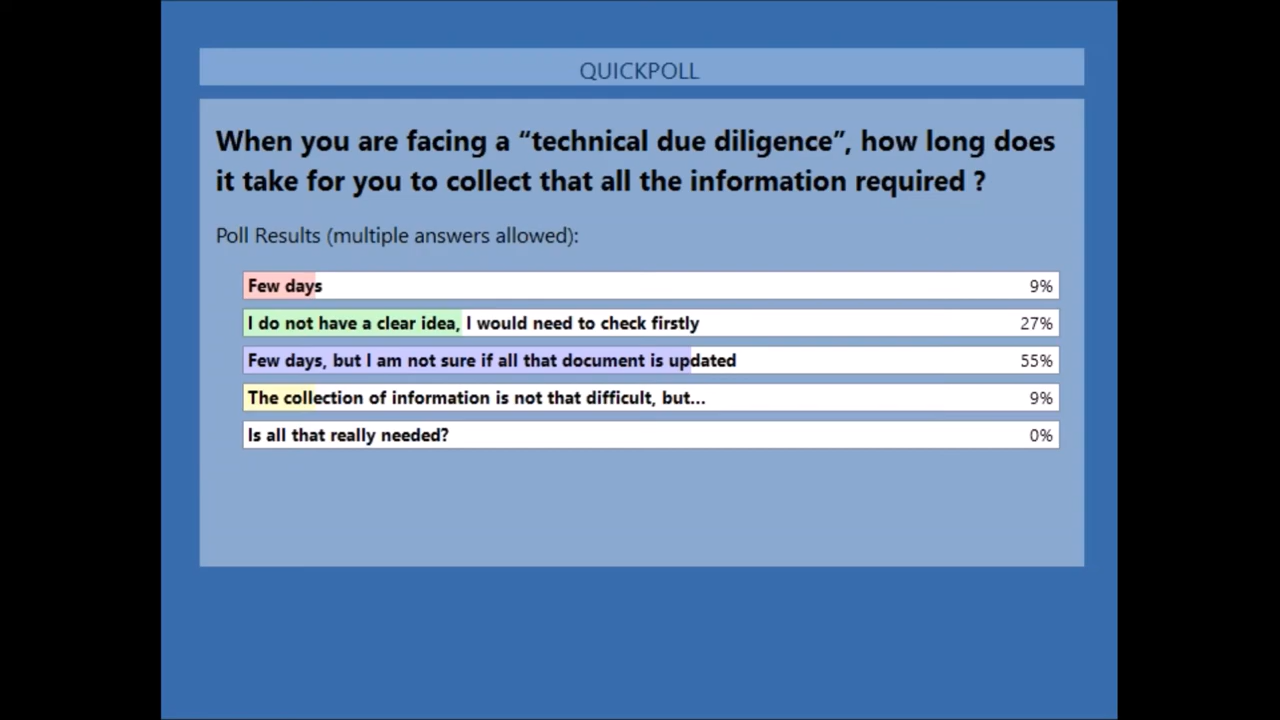 QUICKPOLL
When you are facing a “technical due diligence”, how long does
it take for you to collect that all the information required ?
Poll Results (multiple answers allowed):
Few days 9%
I do not have a clear idea, I would need to check firstly 27%
Few days, but I am not sure if all that document is updated 55%
The collection of information is not that difficult, but... 9%
Is all that really needed? 0%